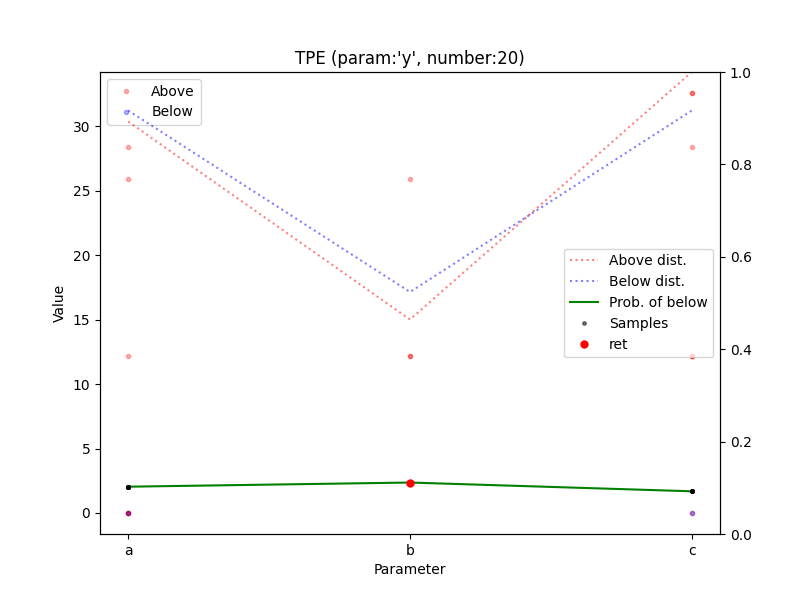 TPE (param:'y', number:20)
Above
Below
30
25
20
15
10
5
0
Value
1.0
0.8
0.6
0.4
0.2
0.0
Above dist.
Below dist.
Prob. of below
Samples
ret
a
b
c
Parameter